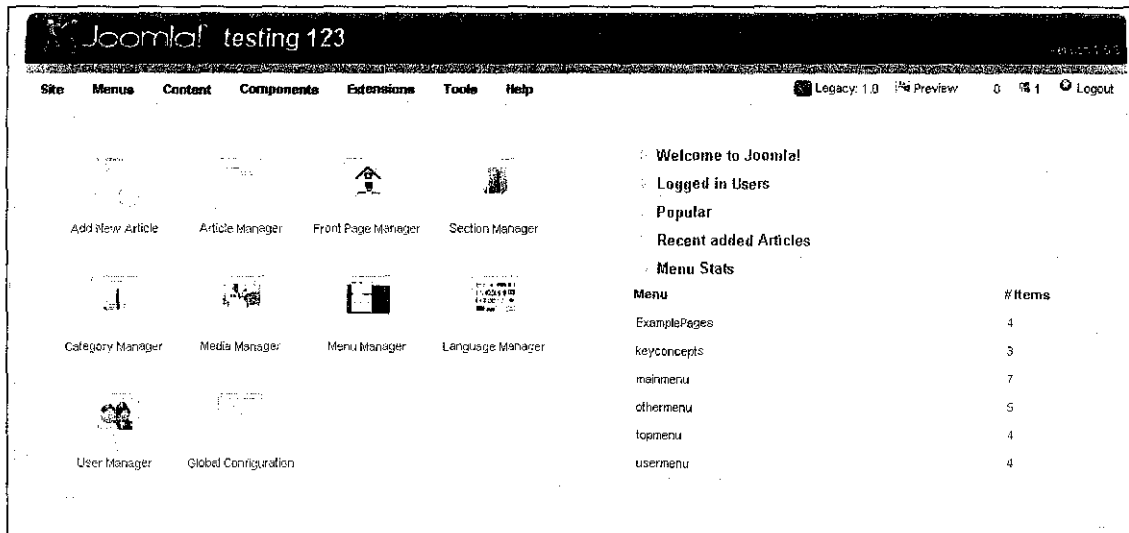 Joomla! testing 123
Site Menus Content Components Extensions Tools Help Legacy: 1.0 Preview 0 1 Logout
Welcome to Joomla!
Logged in Users
Popular
Recent added Articles
Menu Stats
Add New Article Article Manager Front Page Manager Section Manager
Category Manager Media Manager Menu Manager Language Manager
User Manager Global Configuration
Menu # Items
ExamplePages 4
keyconcepts 3
mainmenu 7
othermenu 5
topmenu 4
usermenu 4